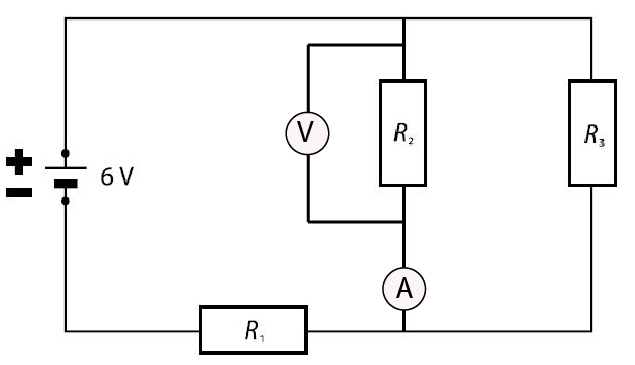 V
R₂
R₃
+
−
6 V
A
R₁